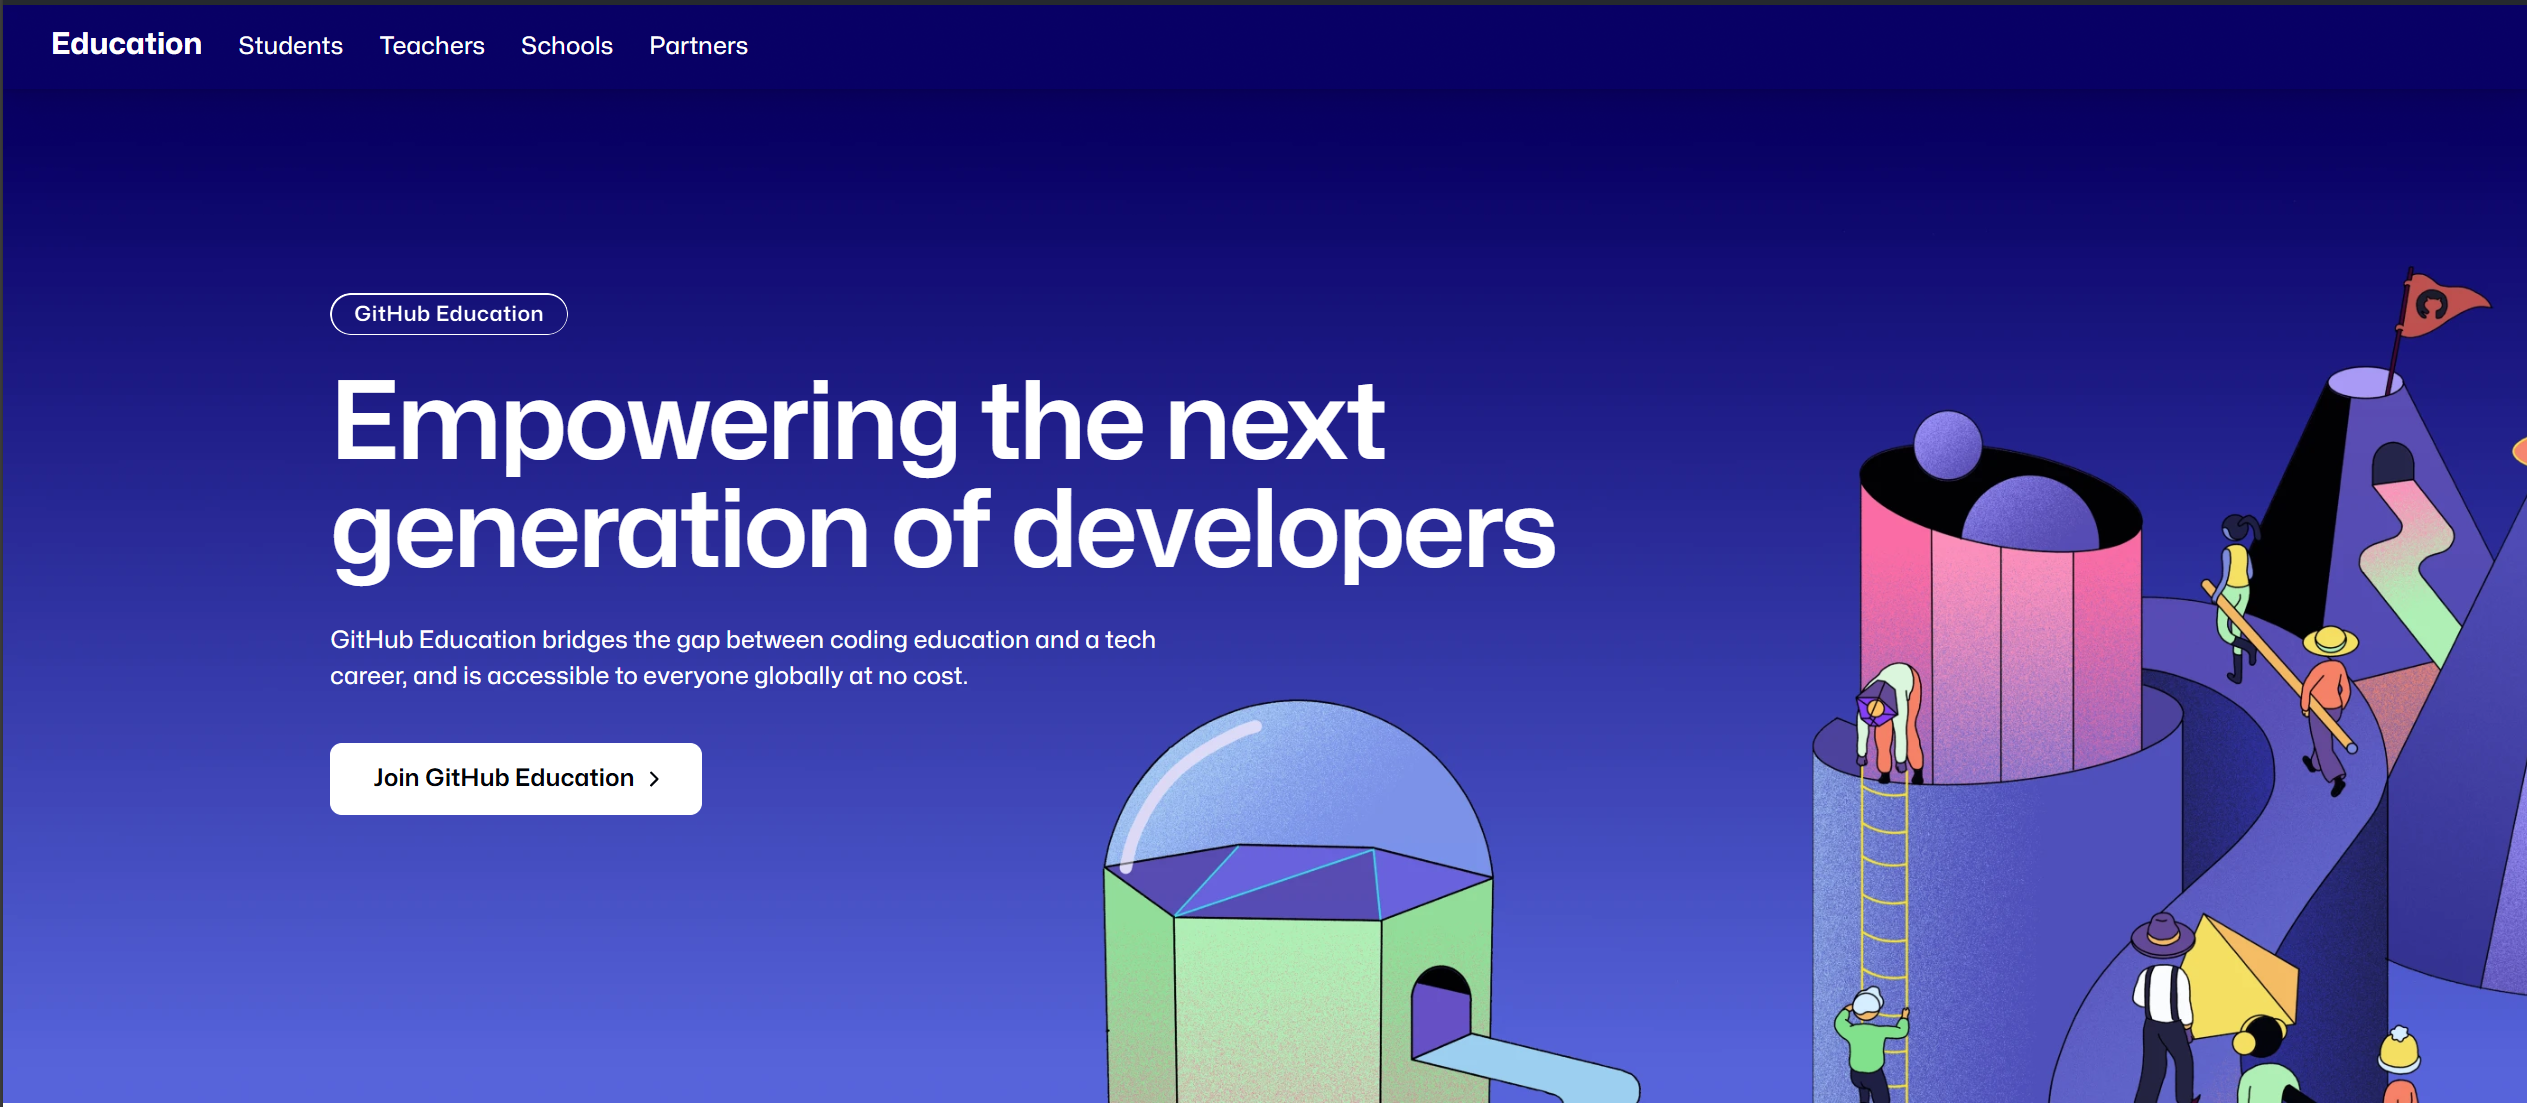 Education Students Teachers Schools Partners
GitHub Education
Empowering the next
generation of developers
GitHub Education bridges the gap between coding education and a tech
career, and is accessible to everyone globally at no cost.
Join GitHub Education